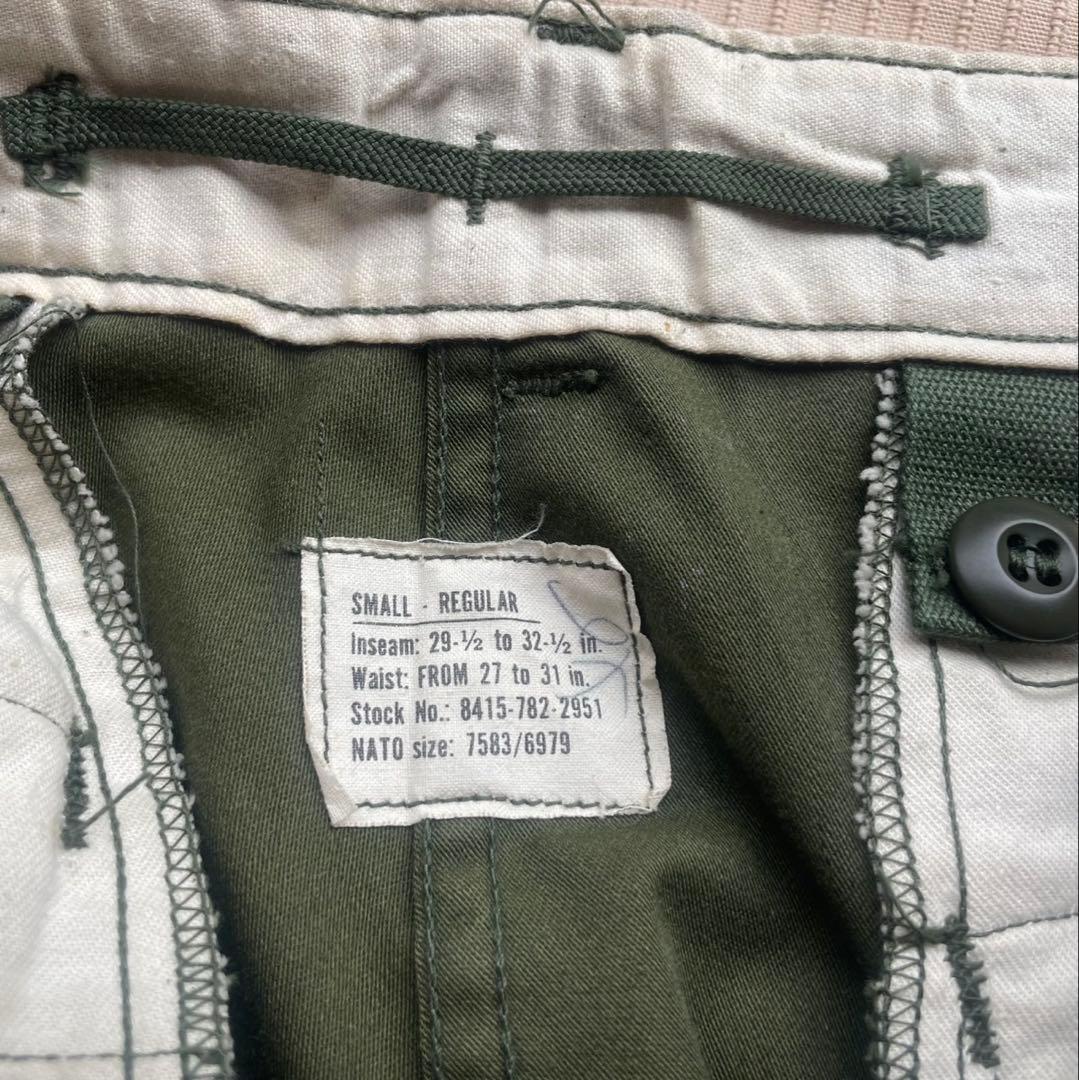 SMALL - REGULAR
Inseam: 29-½ to 32-½ in.
Waist: FROM 27 to 31 in.
Stock No.: 8415-782-2951
NATO size: 7583/6979